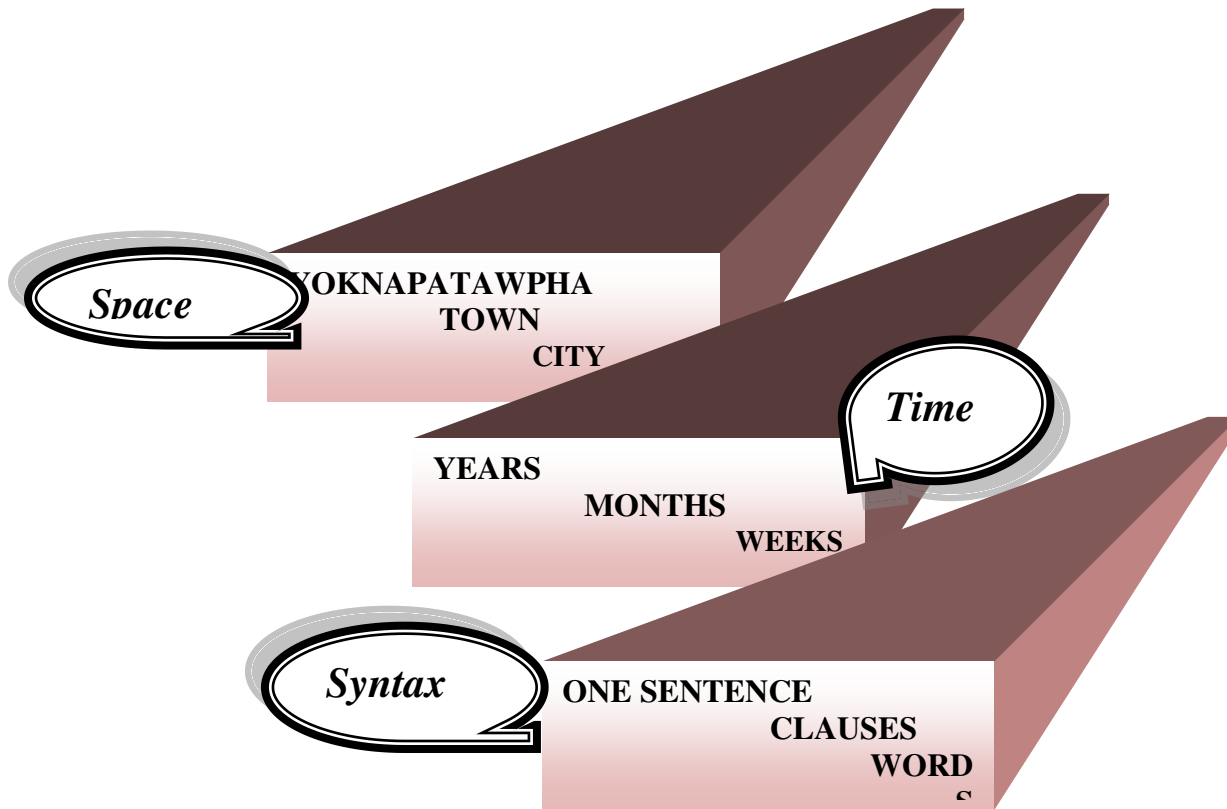 Space
YOKNAPATAWPHA
TOWN
CITY
Time
YEARS
MONTHS
WEEKS
Syntax
ONE SENTENCE
CLAUSES
WORD
S